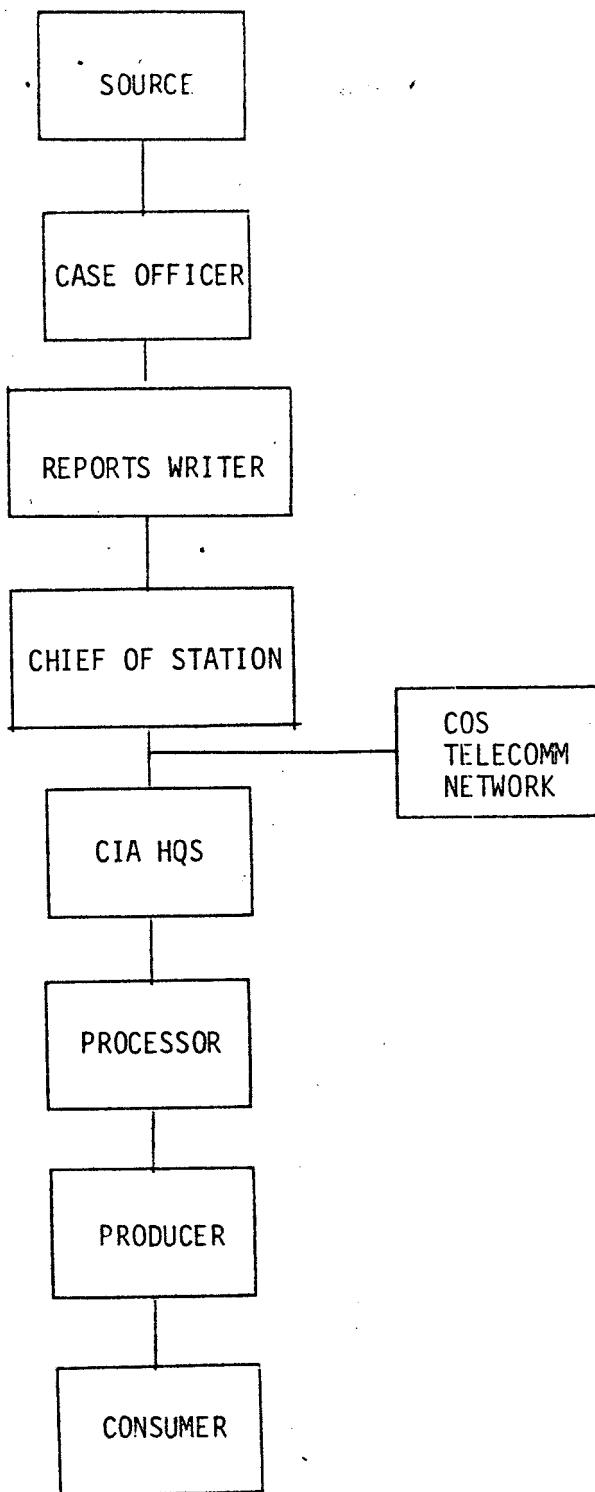 SOURCE
CASE OFFICER
REPORTS WRITER
CHIEF OF STATION
COS
TELECOMM
NETWORK
CIA HQS
PROCESSOR
PRODUCER
CONSUMER